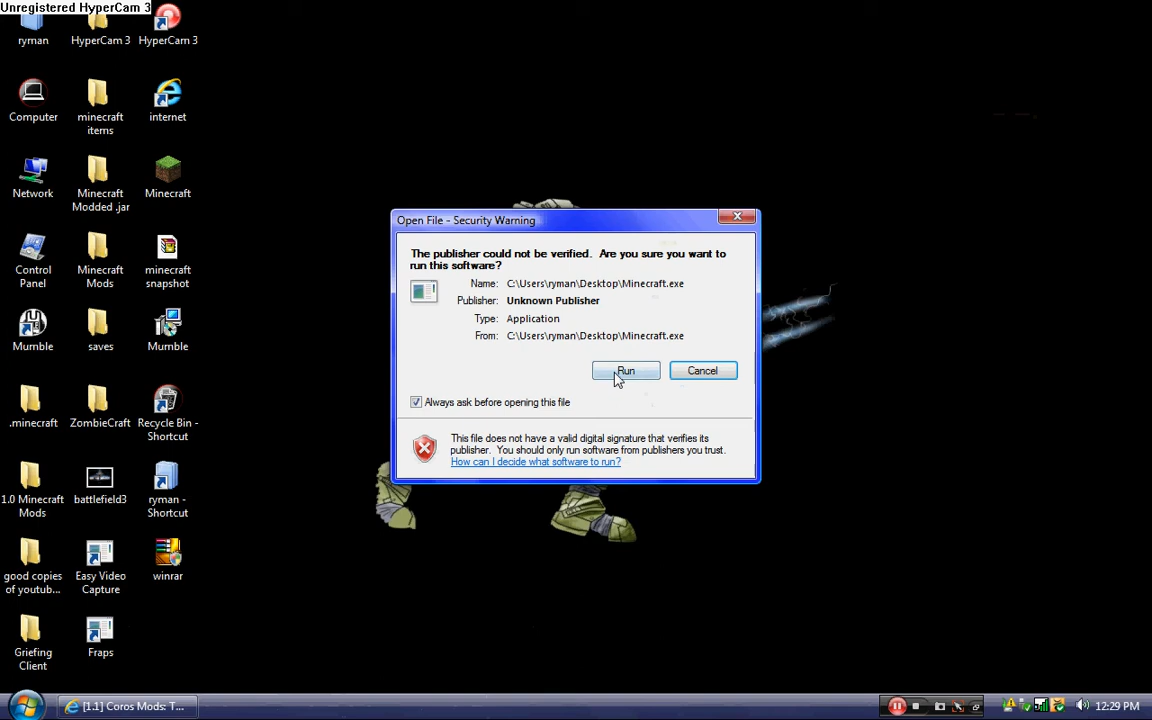 Unregistered HyperCam 3
ryman
HyperCam 3
HyperCam 3
Computer
minecraft
items
internet
Network
Minecraft
Modded .jar
Minecraft
Control
Panel
Minecraft
Mods
minecraft
snapshot
Mumble
saves
Mumble
.minecraft
ZombieCraft
Recycle Bin -
Shortcut
1.0 Minecraft
Mods
battlefield3
ryman -
Shortcut
good copies
of youtub...
Easy Video
Capture
winrar
Griefing
Client
Fraps
Open File - Security Warning
The publisher could not be verified. Are you sure you want to
run this software?
Name: C:\Users\ryman\Desktop\Minecraft.exe
Publisher: Unknown Publisher
Type: Application
From: C:\Users\ryman\Desktop\Minecraft.exe
Run Cancel
Always ask before opening this file
This file does not have a valid digital signature that verifies its
publisher. You should only run software from publishers you trust.
How can I decide what software to run?
[1.1] Coros Mods: T...
12:29 PM